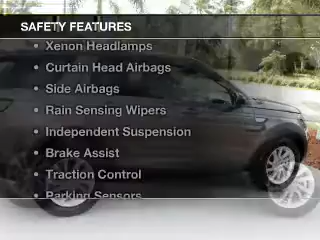 SAFETY FEATURES
• Xenon Headlamps
• Curtain Head Airbags
• Side Airbags
• Rain Sensing Wipers
• Independent Suspension
• Brake Assist
• Traction Control
• Parking Sensors